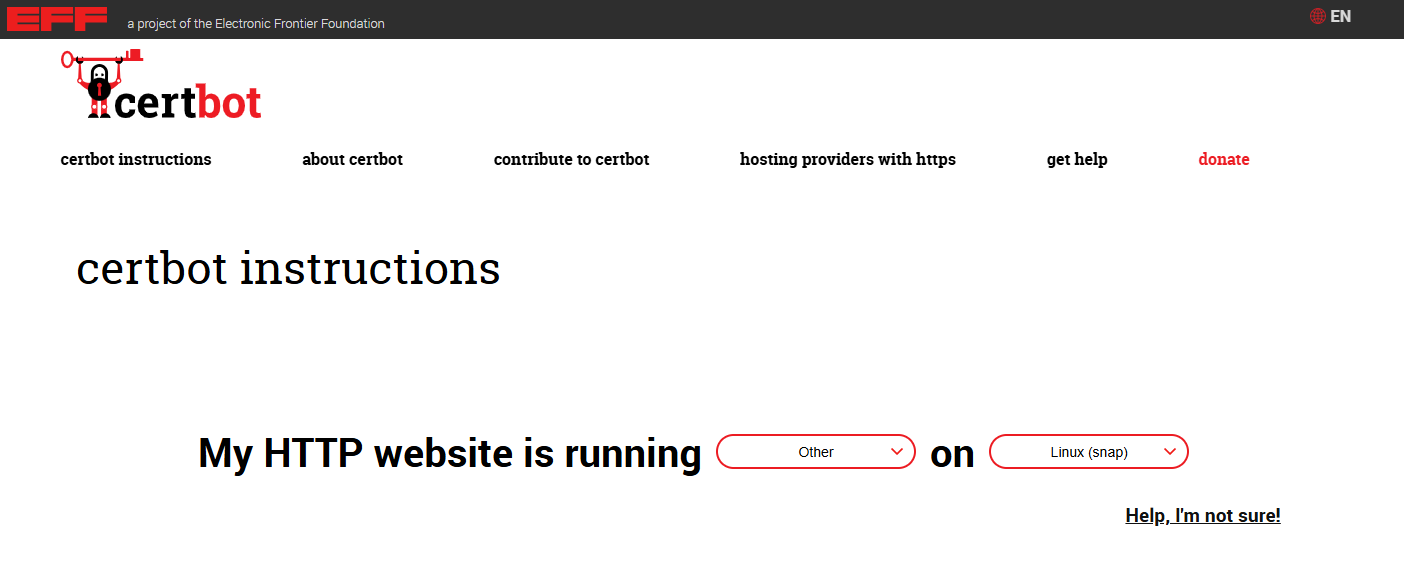 EFF a project of the Electronic Frontier Foundation EN
certbot
certbot instructions about certbot contribute to certbot hosting providers with https get help donate
certbot instructions
My HTTP website is running Other on Linux (snap)
Help, I'm not sure!